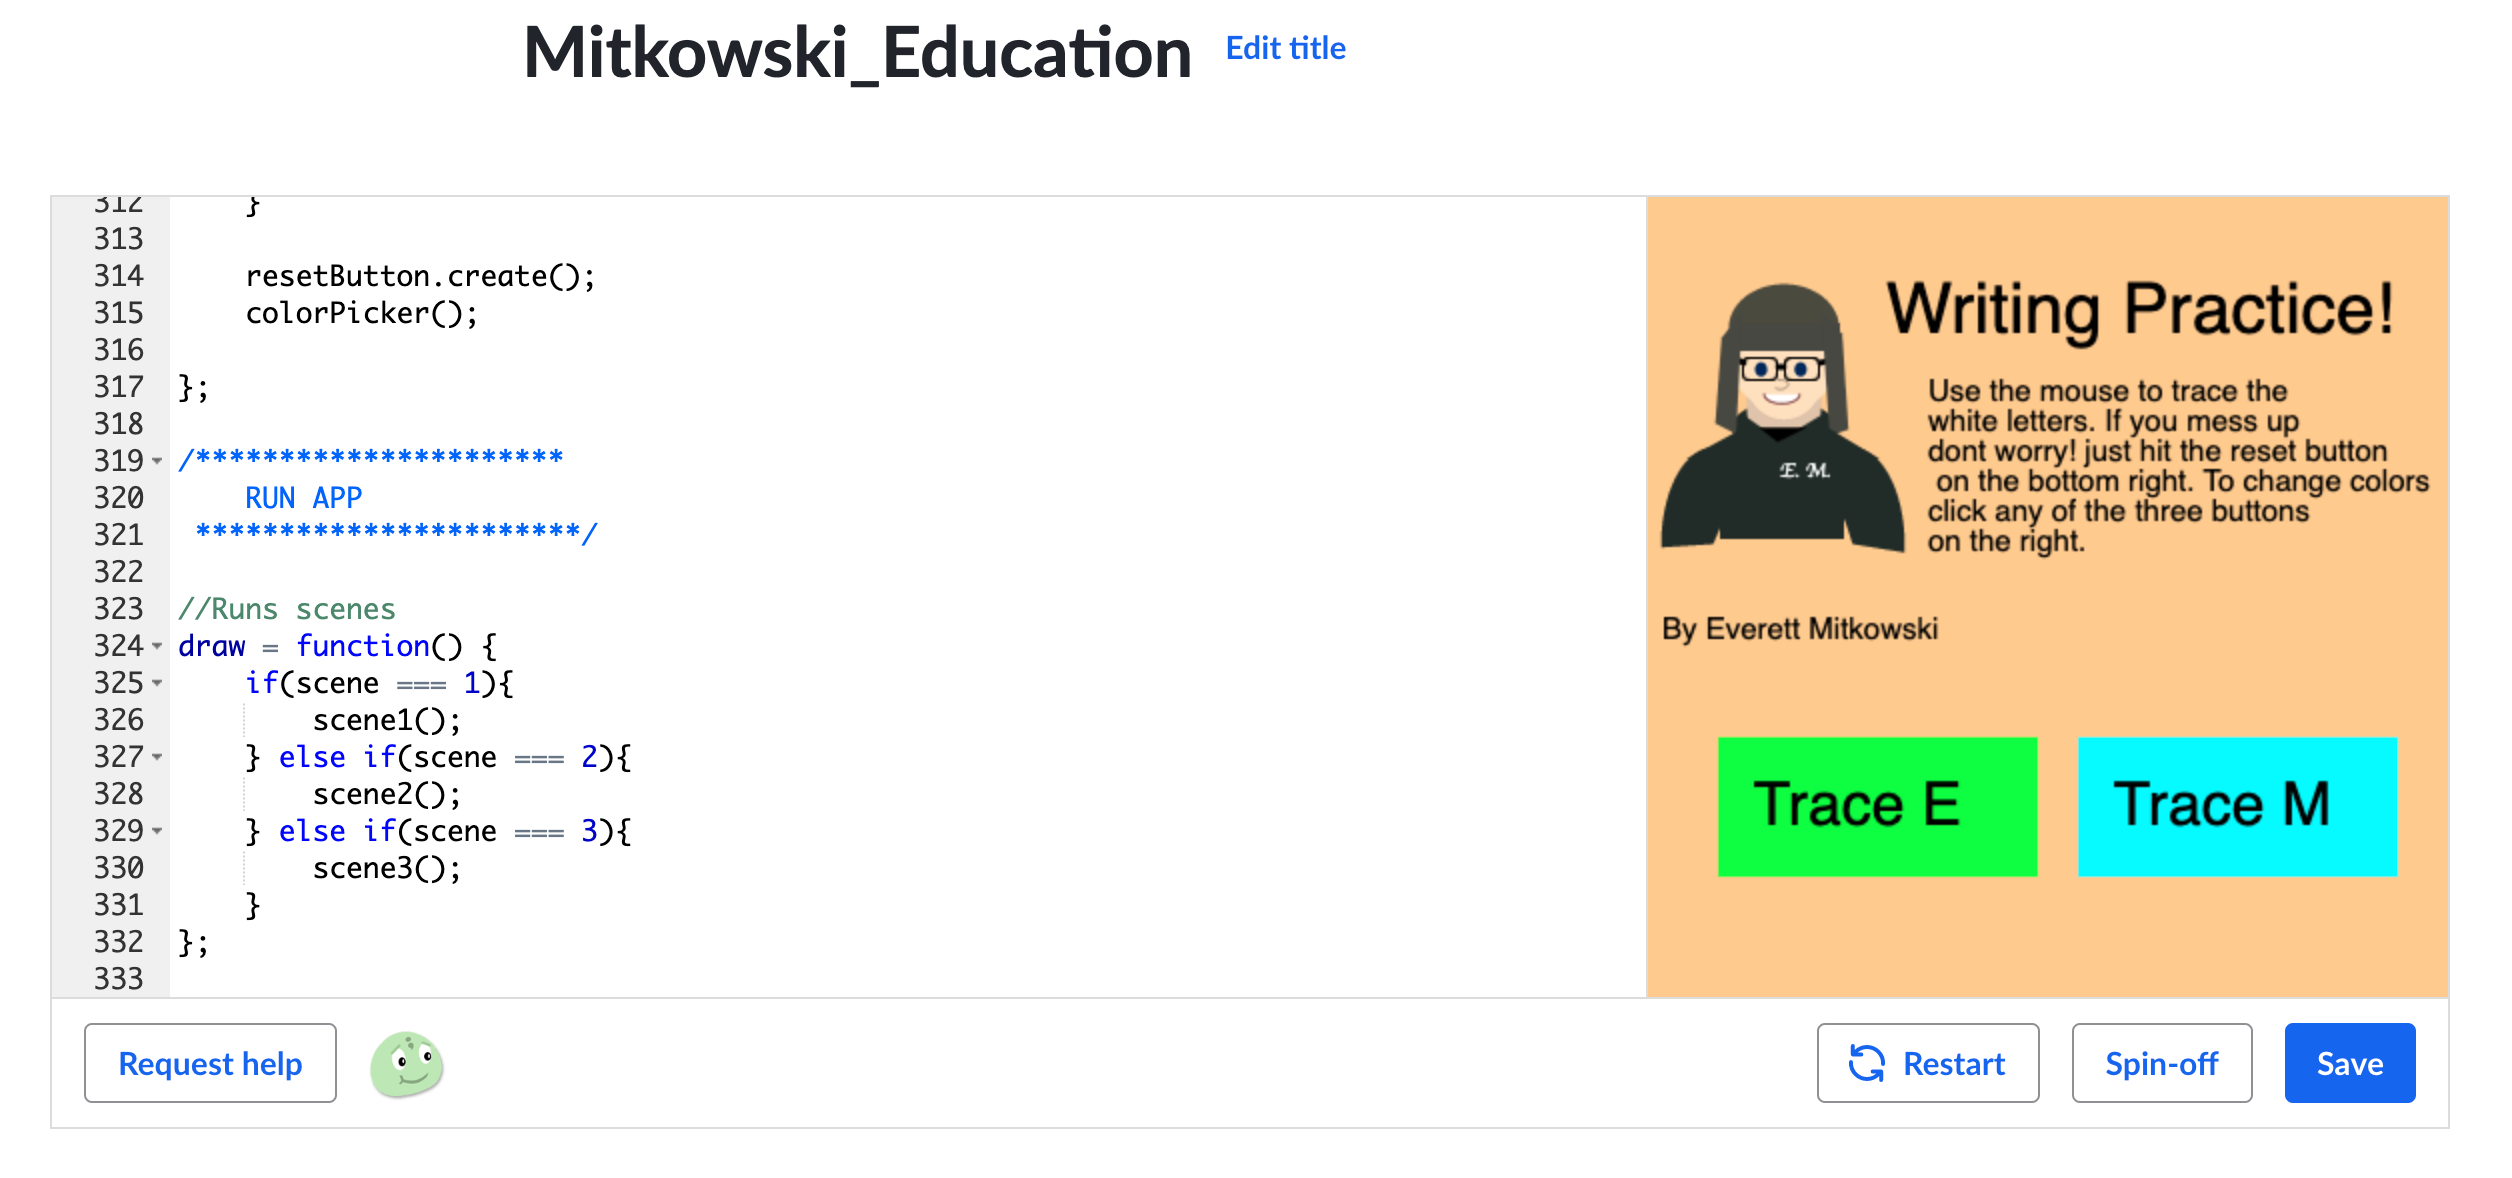 Mitkowski_Education Edit title
312 }
313
314 resetButton.create();
315 colorPicker();
316
317 };
318
319 /**********************
320 RUN APP
321 ***********************/
322
323 //Runs scenes
324 draw = function() {
325 if(scene === 1){
326 scene1();
327 } else if(scene === 2){
328 scene2();
329 } else if(scene === 3){
330 scene3();
331 }
332 };
333
Writing Practice!
Use the mouse to trace the
white letters. If you mess up
dont worry! just hit the reset button
on the bottom right. To change colors
click any of the three buttons
on the right.
E. M.
By Everett Mitkowski
Trace E
Trace M
Request help
Restart
Spin-off
Save